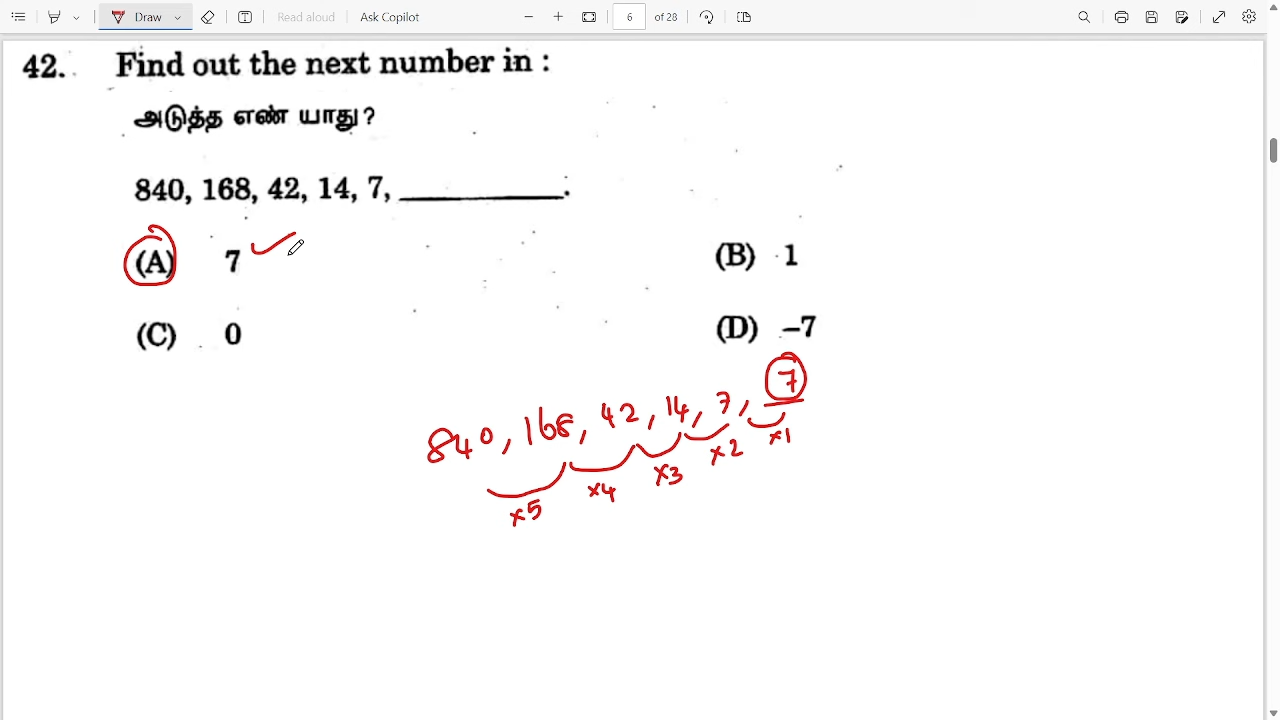 Draw Read aloud Ask Copilot 6 of 28
42. Find out the next number in :
அடுத்த எண் யாது?
840, 168, 42, 14, 7, ____________.
(A) 7 (B) 1
(C) 0 (D) –7
840, 168, 42, 14, 7, 7
x5 x4 x3 x2 x1